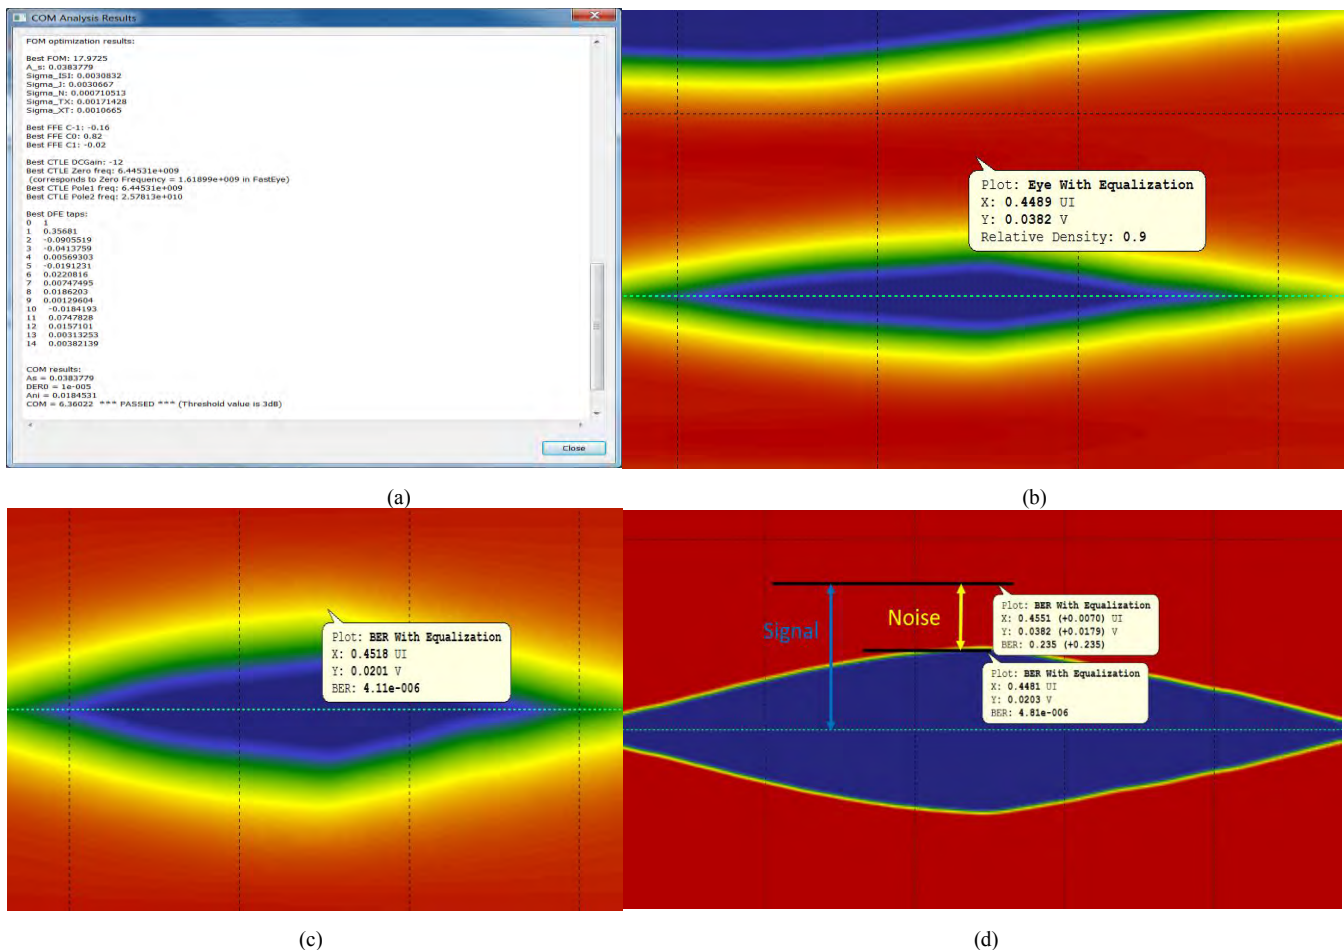 COM Analysis Results
FOM optimization results:
Best FOM: 17.9725
A_s: 0.0383779
Sigma_ISI: 0.0030832
Sigma_J: 0.0030667
Sigma_N: 0.000710513
Sigma_TX: 0.00171428
Sigma_XT: 0.0010665
Best FFE C-1: -0.16
Best FFE C0: 0.82
Best FFE C1: -0.02
Best CTLE DCGain: -12
Best CTLE Zero freq: 6.44531e+009
(corresponds to Zero Frequency = 1.61899e+009 in FastEye)
Best CTLE Pole1 freq: 6.44531e+009
Best CTLE Pole2 freq: 2.57813e+010
Best DFE taps:
0 1
1 0.35681
2 -0.0905519
3 -0.0413759
4 0.00569303
5 -0.0191231
6 0.0220816
7 0.00747495
8 0.0186203
9 0.00129604
10 -0.0184193
11 0.0747828
12 0.0157101
13 0.00313253
14 0.00382139
COM results:
As = 0.0383779
DER0 = 1e-005
Ani = 0.0184531
COM = 6.36022 *** PASSED *** (Threshold value is 3dB)
Close
(a)
Plot: Eye With Equalization
X: 0.4489 UI
Y: 0.0382 V
Relative Density: 0.9
(b)
Plot: BER With Equalization
X: 0.4518 UI
Y: 0.0201 V
BER: 4.11e-006
(c)
Signal
Noise
Plot: BER With Equalization
X: 0.4551 (+0.0070) UI
Y: 0.0382 (+0.0179) V
BER: 0.235 (+0.235)
Plot: BER With Equalization
X: 0.4481 UI
Y: 0.0203 V
BER: 4.81e-006
(d)